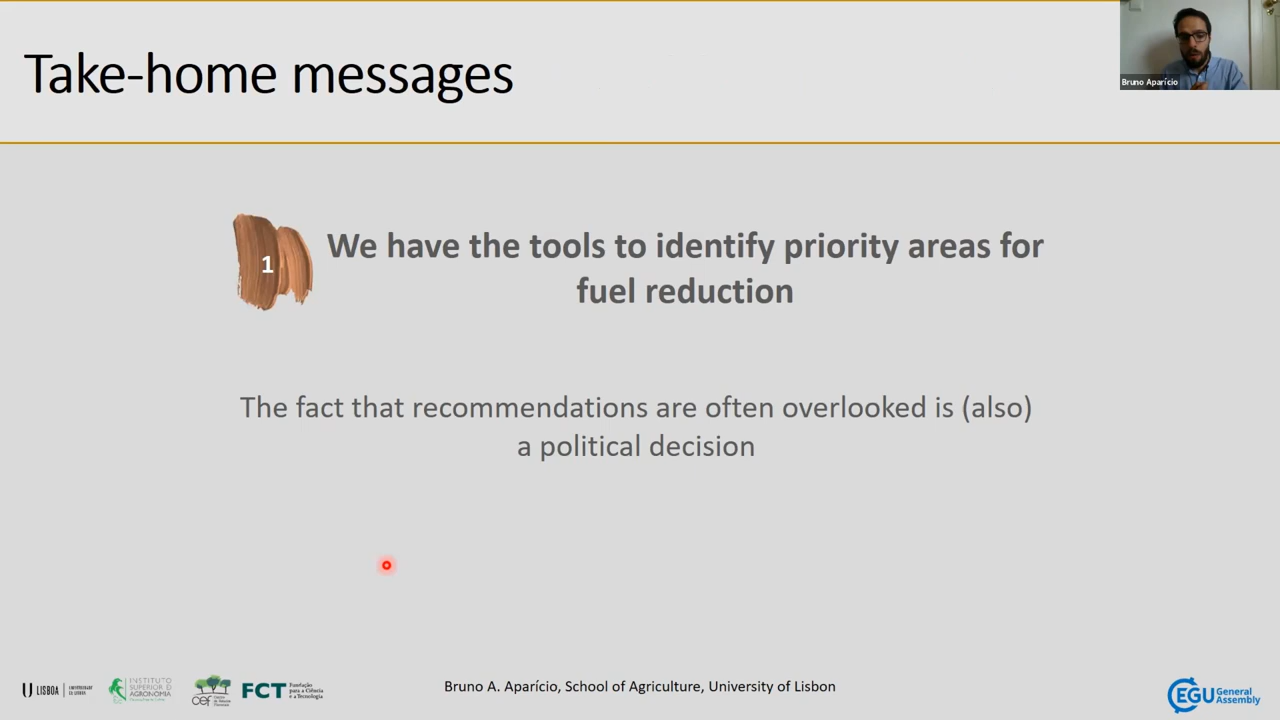 Take-home messages
Bruno Aparício
1
We have the tools to identify priority areas for
fuel reduction
The fact that recommendations are often overlooked is (also)
a political decision
LISBOA
UNIVERSIDADE
DE LISBOA
INSTITUTO
SUPERIOR D
AGRONOMIA
cef
FCT
Fundação
para a Ciência
e a Tecnologia
Bruno A. Aparício, School of Agriculture, University of Lisbon
EGU
General
Assembly